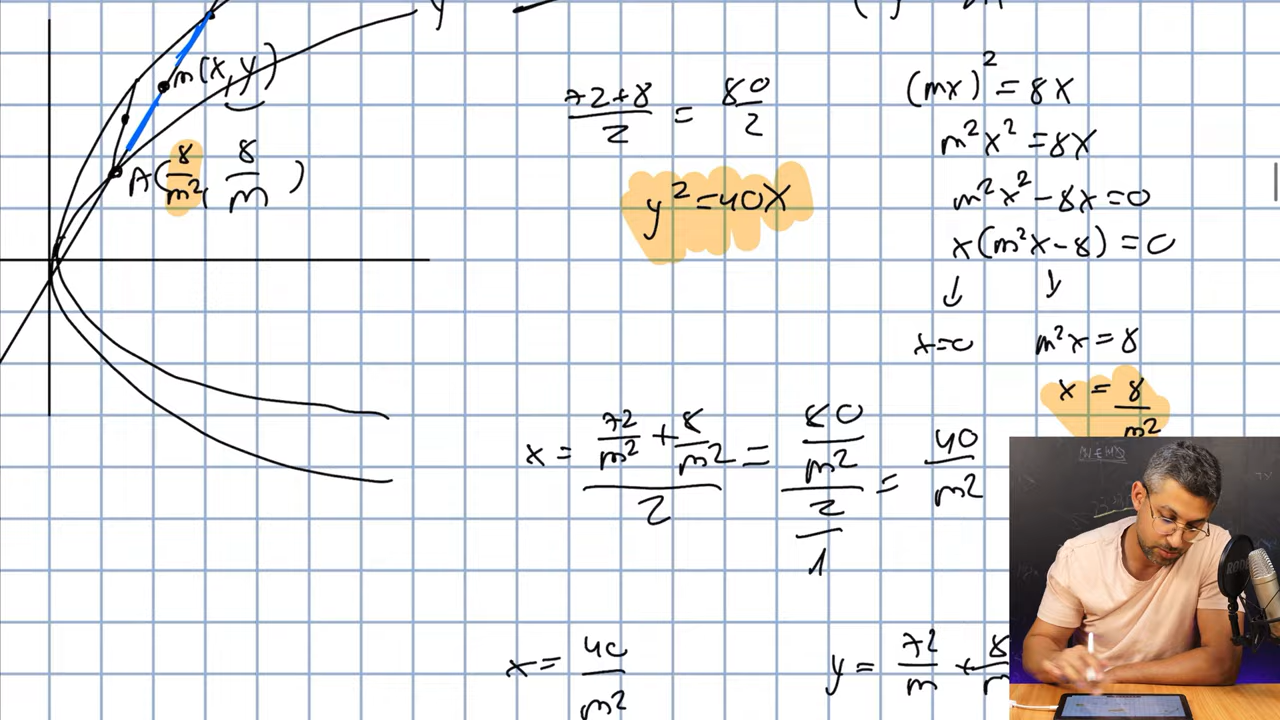 y
m(x, y)
A(8/m², 8/m)
72+8/2 = 80/2
y² = 40x
(mx)² = 8x
m²x² = 8x
m²x² - 8x = 0
x(m²x - 8) = 0
↓ ↓
x=0 m²x = 8
x = 8/m²
x = (72/m² + 8/m²)/2 = (80/m²)/(2/1) = 40/m²
x = 40/m²
y = 72/m + 8/m